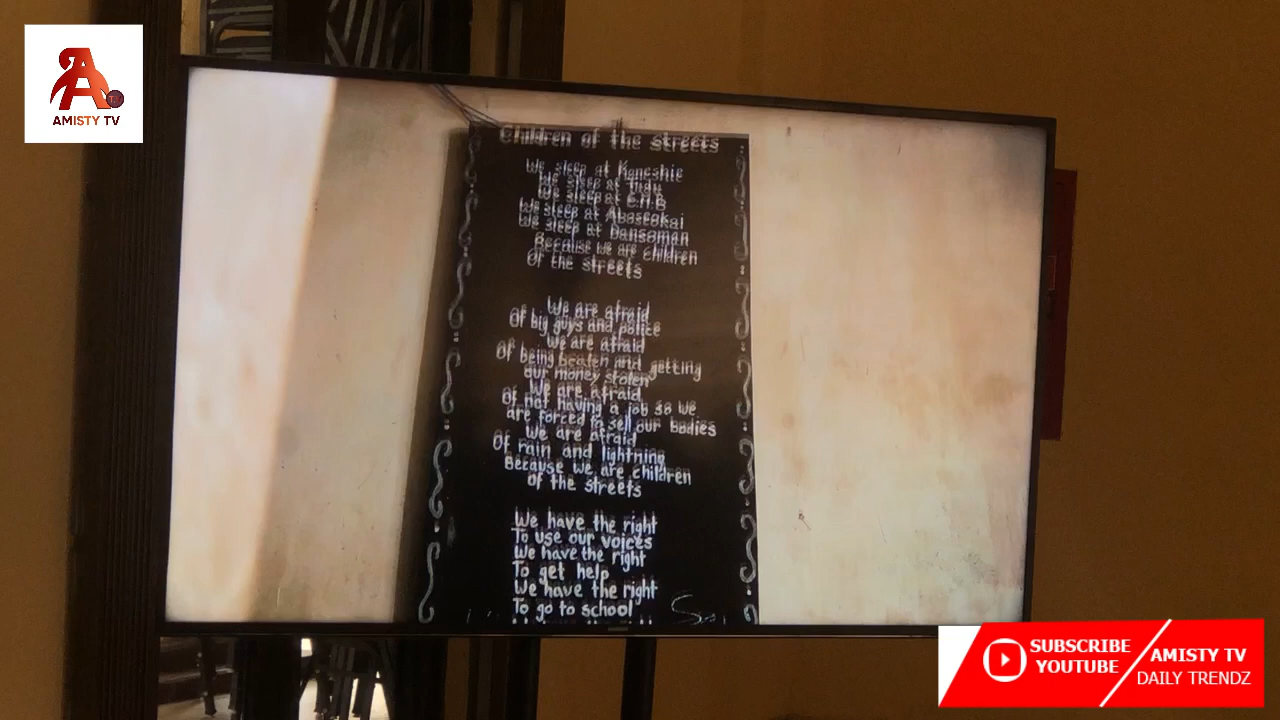 AMISTY TV
Children of the streets
We sleep at Kaneshie
We sleep at Tudu
We sleep at C.M.B
We sleep at Abaseokai
We sleep at Dansoman
Because we are children
Of the streets
We are afraid
Of big guys and police
We are afraid
Of being beaten and getting
our money stolen
We are afraid
Of not having a job so we
are forced to sell our bodies
We are afraid
Of rain and lightning
Because we are children
of the streets
We have the right
To use our voices
We have the right
To get help
We have the right
To go to school
SUBSCRIBE
YOUTUBE
AMISTY TV
DAILY TRENDZ